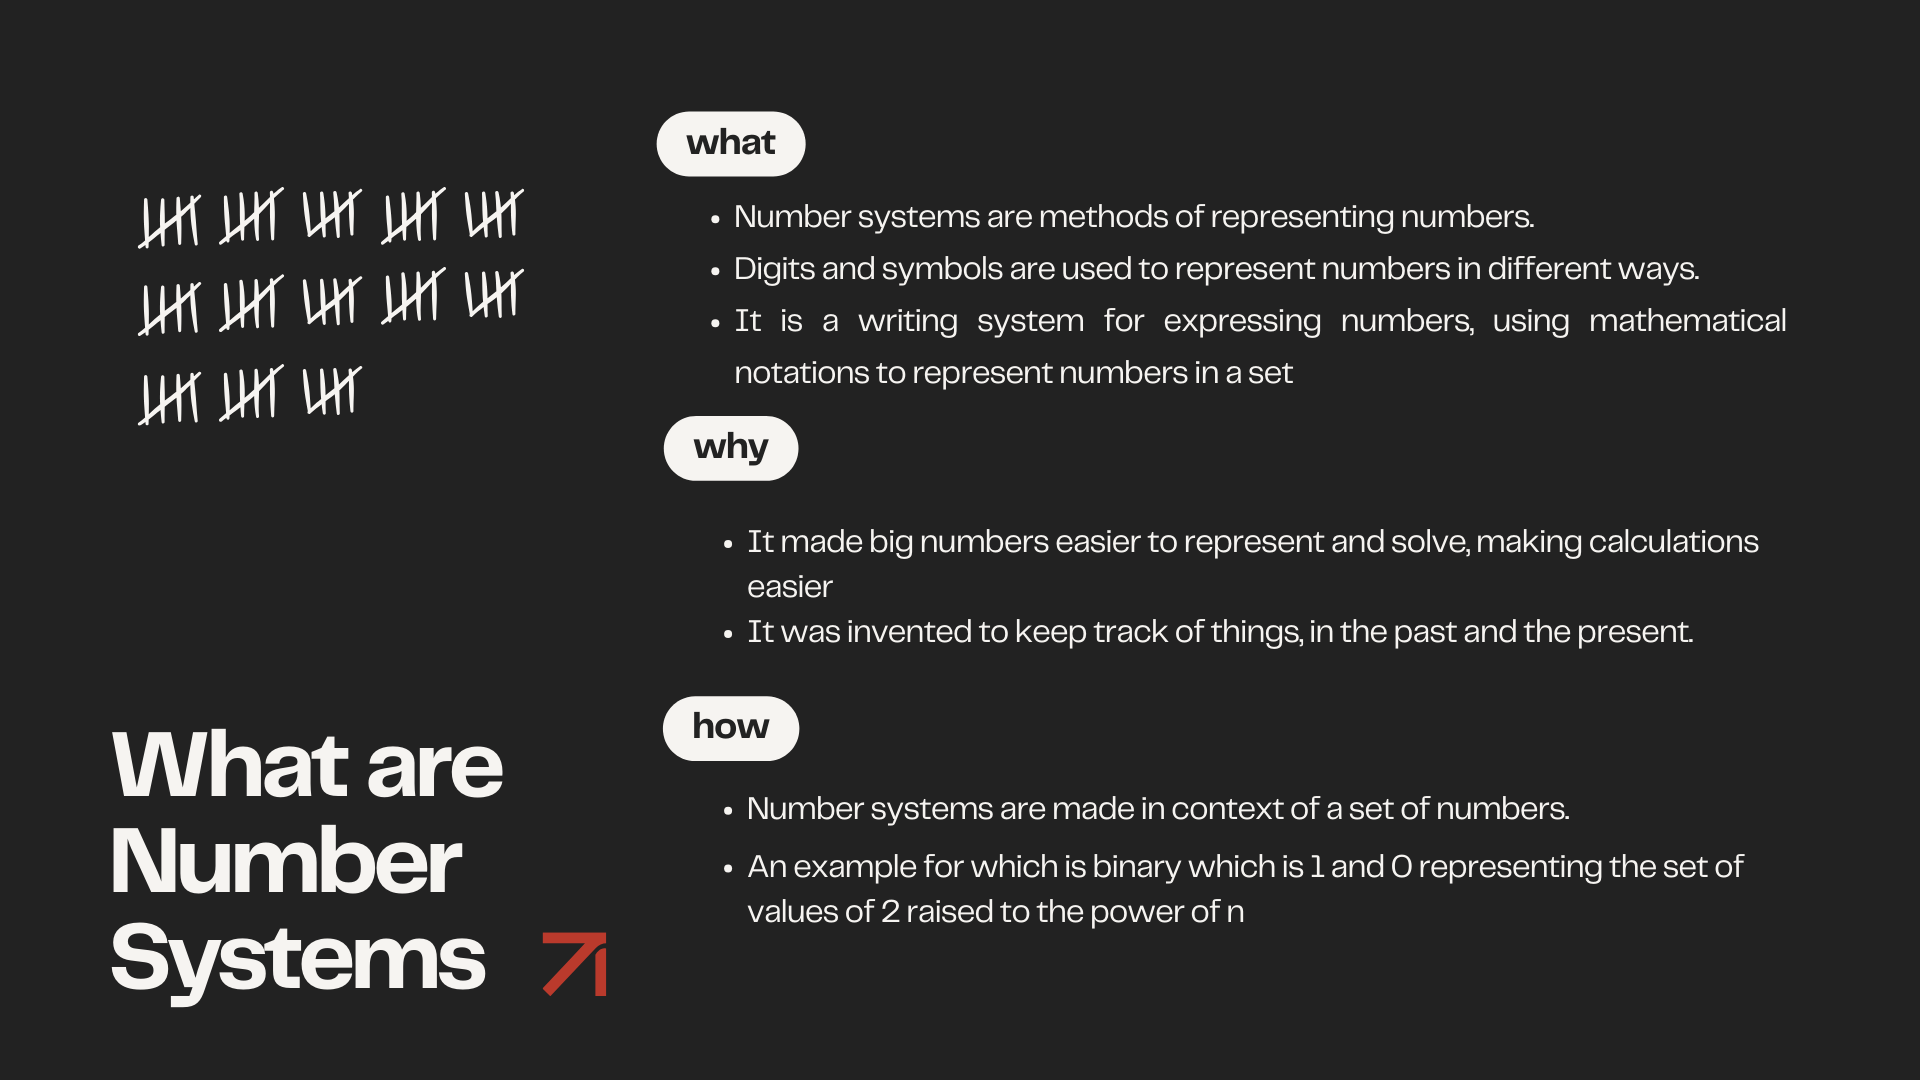 what
• Number systems are methods of representing numbers.
• Digits and symbols are used to represent numbers in different ways.
• It is a writing system for expressing numbers, using mathematical
notations to represent numbers in a set
why
• It made big numbers easier to represent and solve, making calculations
easier
• It was invented to keep track of things, in the past and the present.
how
• Number systems are made in context of a set of numbers.
• An example for which is binary which is 1 and 0 representing the set of
values of 2 raised to the power of n
What are
Number
Systems